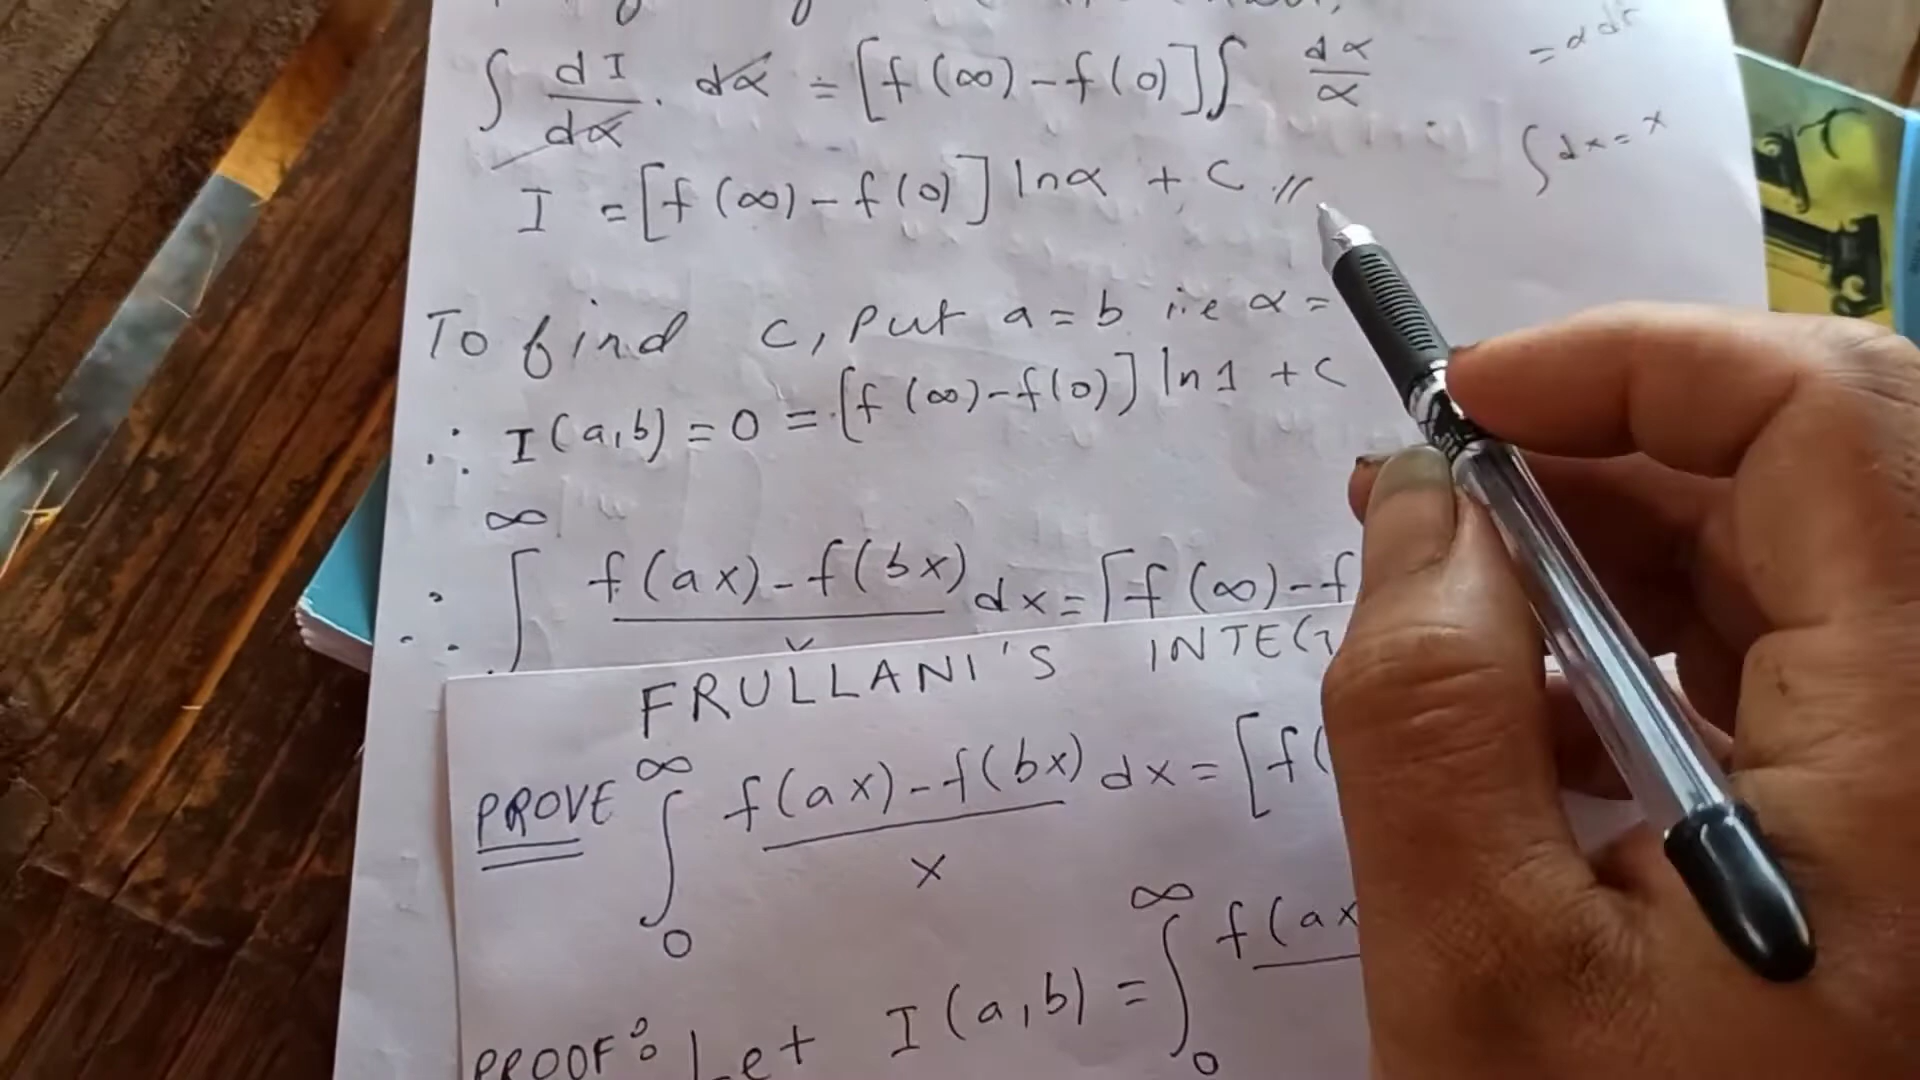 ∫ dI/dα · dα = [f(∞) - f(0)] ∫ dα/α
= α dt
∫dx = x
I = [f(∞) - f(0)] ln α + C //
To find C, put a = b i.e α =
∴ I(a,b) = 0 = [f(∞) - f(0)] ln 1 + C
∴ ∫ ∞ f(ax) - f(bx) dx = [f(∞) - f
FRULLANI'S INTEG
PROVE ∫₀^∞ f(ax) - f(bx) / x dx = [f(
PROOF: Let I(a,b) = ∫₀^∞ f(ax